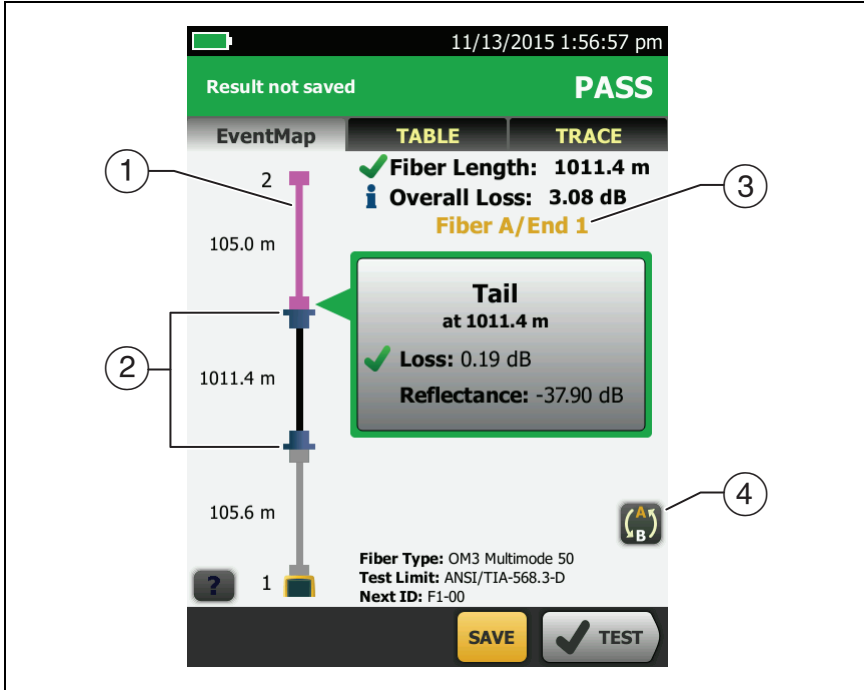 11/13/2015 1:56:57 pm
Result not saved
PASS
EventMap
TABLE
TRACE
1
2
Fiber Length: 1011.4 m
Overall Loss: 3.08 dB
3
Fiber A/End 1
105.0 m
Tail
at 1011.4 m
Loss: 0.19 dB
Reflectance: -37.90 dB
2
1011.4 m
105.6 m
A
B
4
Fiber Type: OM3 Multimode 50
Test Limit: ANSI/TIA-568.3-D
Next ID: F1-00
?
1
SAVE
TEST